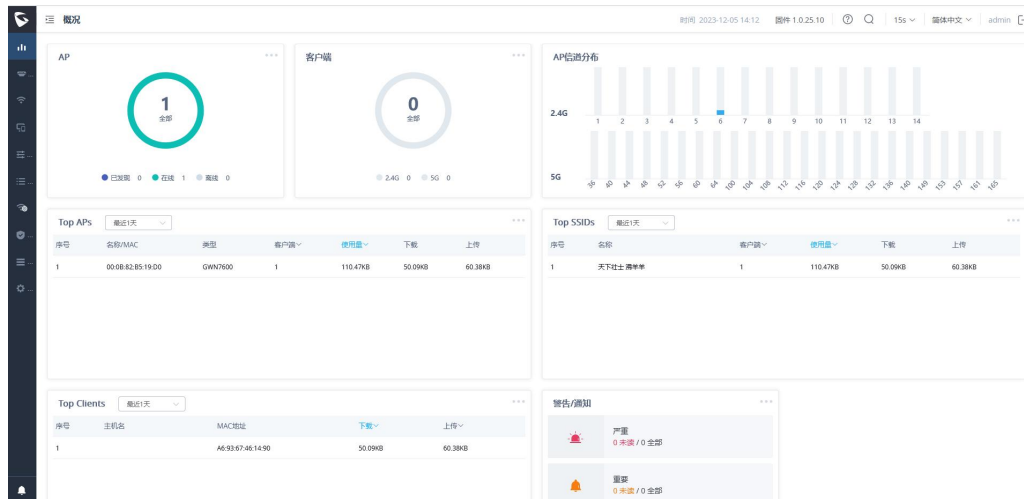 概况
时间 2023-12-05 14:12 固件 1.0.25.10 15s 简体中文 admin
AP
1
全部
已发现 0 在线 1 离线 0
客户端
0
全部
2.4G 0 5G 0
AP信道分布
2.4G
1 2 3 4 5 6 7 8 9 10 11 12 13 14
5G
36 40 44 48 52 56 60 64 100 104 108 112 116 120 124 128 132 136 140 149 153 157 161 165
Top APs 最近1天
序号 名称/MAC 类型 客户端 使用量 下载 上传
1 00:0B:82:B5:19:D0 GWN7600 1 110.47KB 50.09KB 60.38KB
Top SSIDs 最近1天
序号 名称 客户端 使用量 下载 上传
1 天下壮士 沸羊羊 1 110.47KB 50.09KB 60.38KB
Top Clients 最近1天
序号 主机名 MAC地址 下载 上传
1 A6:93:67:46:14:90 50.09KB 60.38KB
警告/通知
严重
0 未读 / 0 全部
重要
0 未读 / 0 全部